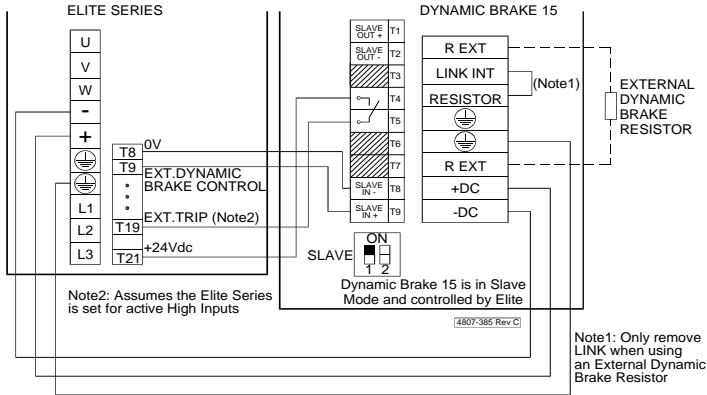 ELITE SERIES
U
V
W
-
+
L1
L2
L3
T8 0V
T9 EXT.DYNAMIC
BRAKE CONTROL
EXT.TRIP (Note2)
T19
+24Vdc
T21
Note2: Assumes the Elite Series
is set for active High Inputs
DYNAMIC BRAKE 15
SLAVE OUT + T1
SLAVE OUT - T2
T3
T4
T5
T6
T7
SLAVE IN - T8
SLAVE IN + T9
R EXT
LINK INT
RESISTOR
R EXT
+DC
-DC
(Note1)
EXTERNAL
DYNAMIC
BRAKE
RESISTOR
ON
SLAVE
1 2
Dynamic Brake 15 is in Slave
Mode and controlled by Elite
4807-385 Rev C
Note1: Only remove
LINK when using
an External Dynamic
Brake Resistor